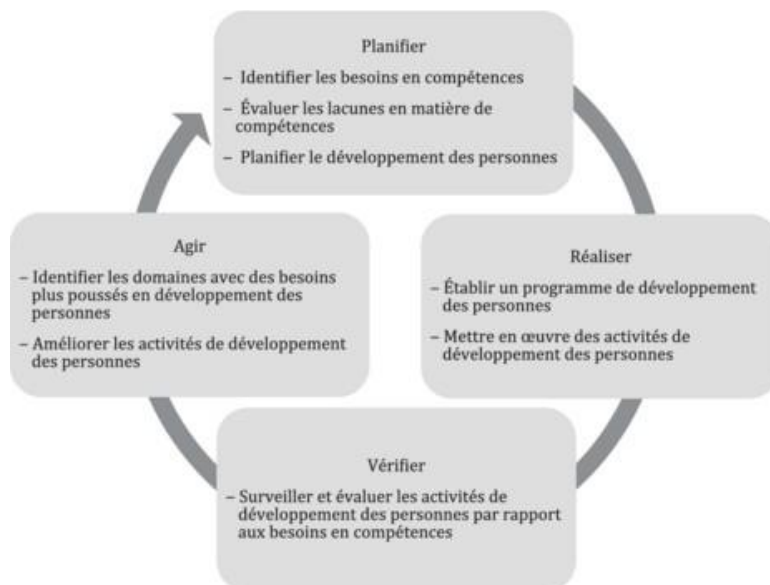 Planifier
– Identifier les besoins en compétences
– Évaluer les lacunes en matière de
compétences
– Planifier le développement des personnes
Agir
– Identifier les domaines avec des besoins
plus poussés en développement des
personnes
– Améliorer les activités de développement
des personnes
Réaliser
– Établir un programme de développement
des personnes
– Mettre en œuvre des activités de
développement des personnes
Vérifier
– Surveiller et évaluer les activités de
développement des personnes par rapport
aux besoins en compétences